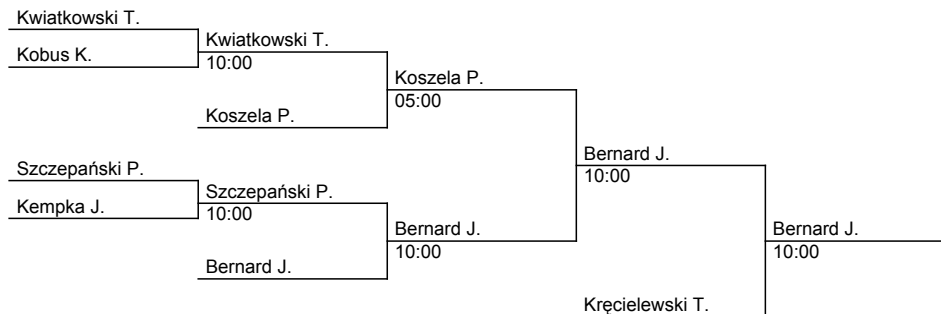 Kwiatkowski T.
Kobus K.
Kwiatkowski T.
10:00
Koszela P.
Koszela P.
05:00
Szczepański P.
Kempka J.
Szczepański P.
10:00
Bernard J.
Bernard J.
10:00
Bernard J.
10:00
Kręcielewski T.
Bernard J.
10:00